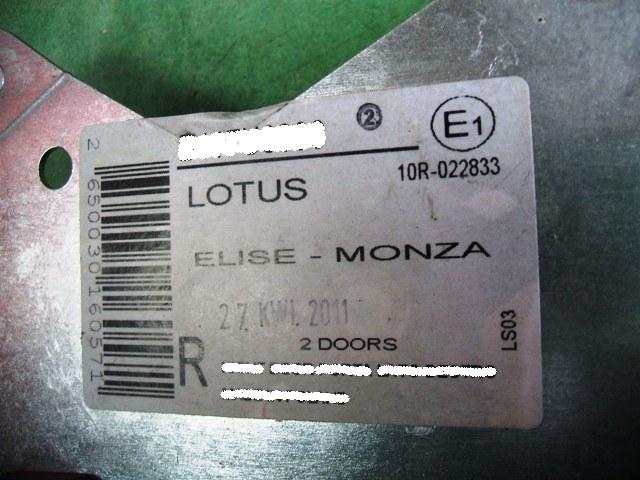 2
E1
10R-022833
LOTUS
ELISE - MONZA
27 KWI. 2011
2 DOORS
R
LS03
2 650030 160571